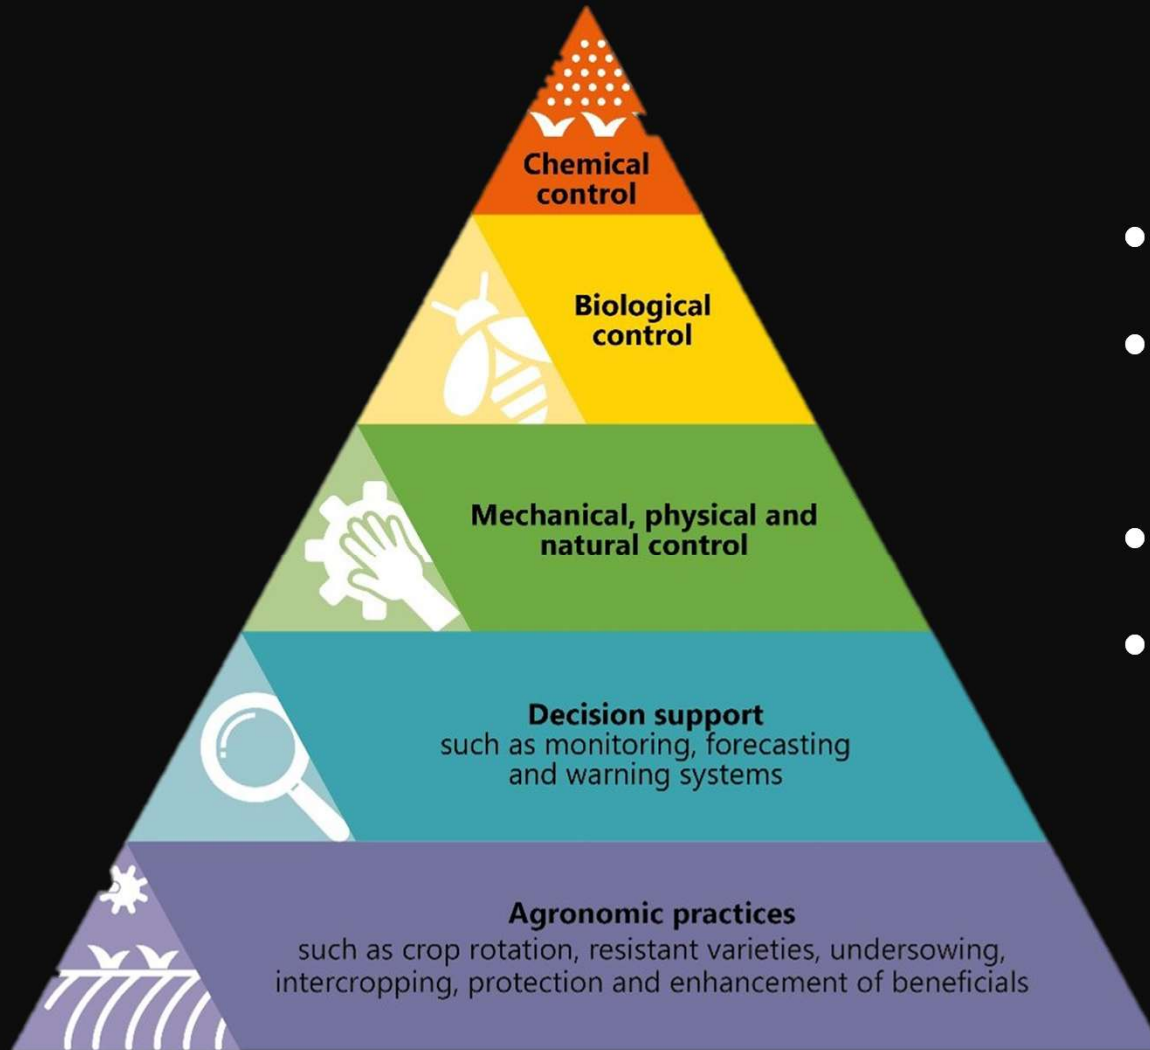 Chemical
control
Biological
control
Mechanical, physical and
natural control
Decision support
such as monitoring, forecasting
and warning systems
Agronomic practices
such as crop rotation, resistant varieties, undersowing,
intercropping, protection and enhancement of beneficials